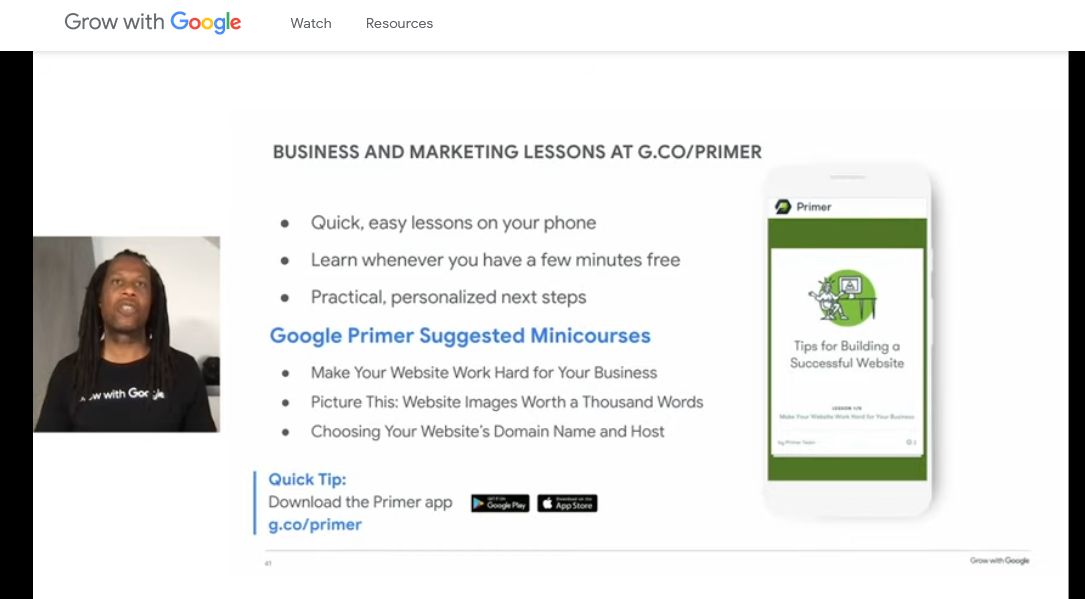 Grow with Google
Watch
Resources
BUSINESS AND MARKETING LESSONS AT G.CO/PRIMER
● Quick, easy lessons on your phone
● Learn whenever you have a few minutes free
● Practical, personalized next steps
Google Primer Suggested Minicourses
● Make Your Website Work Hard for Your Business
● Picture This: Website Images Worth a Thousand Words
● Choosing Your Website's Domain Name and Host
Quick Tip:
Download the Primer app
GET IT ON
Google Play
Download on the
App Store
g.co/primer
Primer
Tips for Building a
Successful Website
LESSON 1/5
Make Your Website Work Hard for Your Business
by Primer Team
41
Grow with Google
w with Goo le